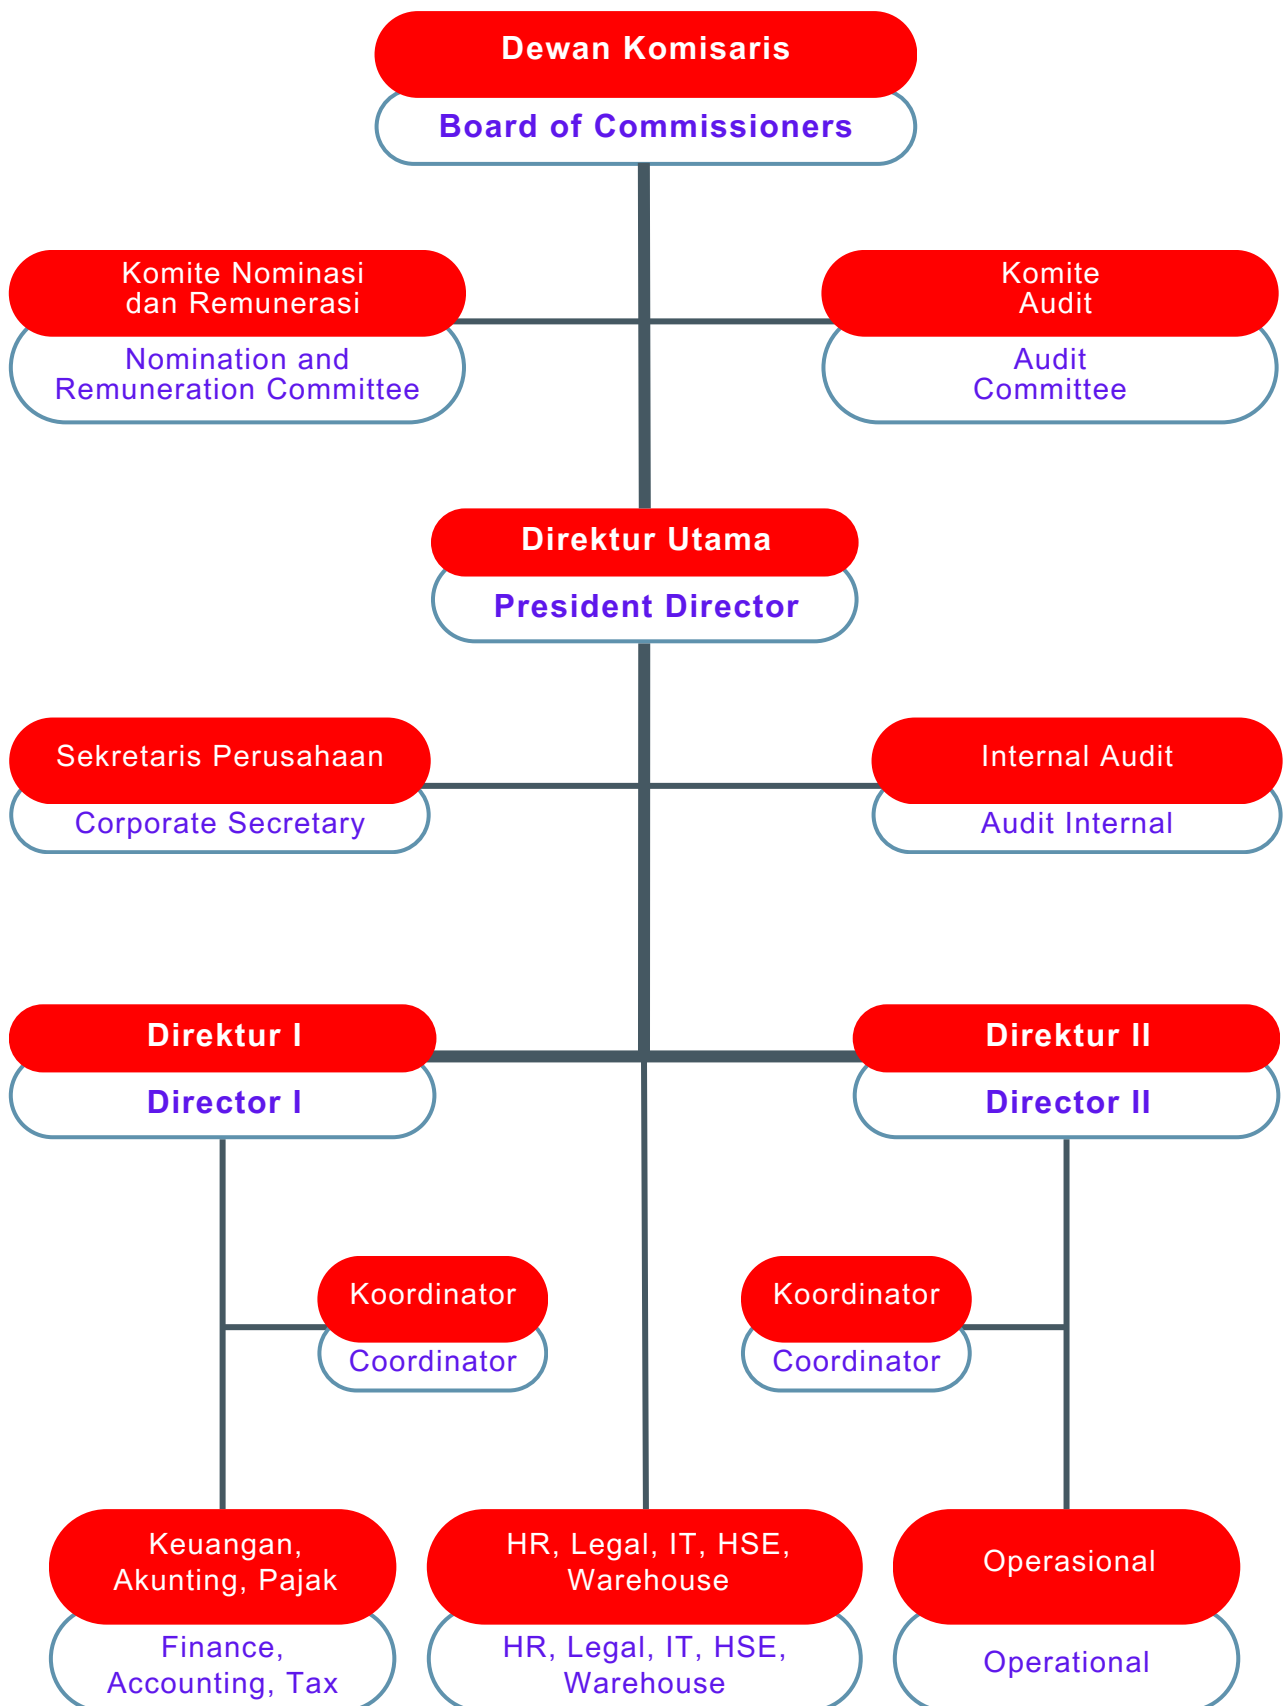 Dewan Komisaris
Board of Commissioners
Komite Nominasi
dan Remunerasi
Nomination and
Remuneration Committee
Komite
Audit
Audit
Committee
Direktur Utama
President Director
Sekretaris Perusahaan
Corporate Secretary
Internal Audit
Audit Internal
Direktur I
Director I
Direktur II
Director II
Koordinator
Coordinator
Koordinator
Coordinator
Keuangan,
Akunting, Pajak
Finance,
Accounting, Tax
HR, Legal, IT, HSE,
Warehouse
HR, Legal, IT, HSE,
Warehouse
Operasional
Operational